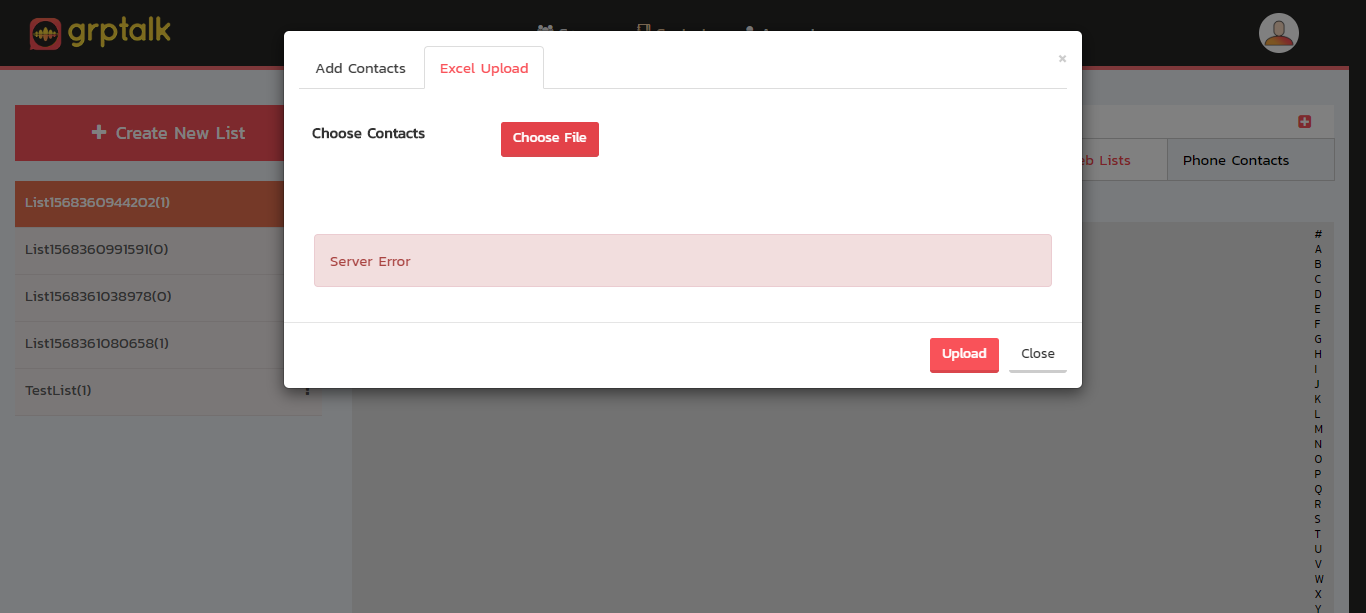 grptalk
Add Contacts
Excel Upload
×
Choose Contacts
Choose File
Server Error
Upload
Close
Create New List
List1568360944202(1)
List1568360991591(0)
List1568361038978(0)
List1568361080658(1)
TestList(1)
Lists
Phone Contacts
#
A
B
C
D
E
F
G
H
I
J
K
L
M
N
O
P
Q
R
S
T
U
V
W
X
Y